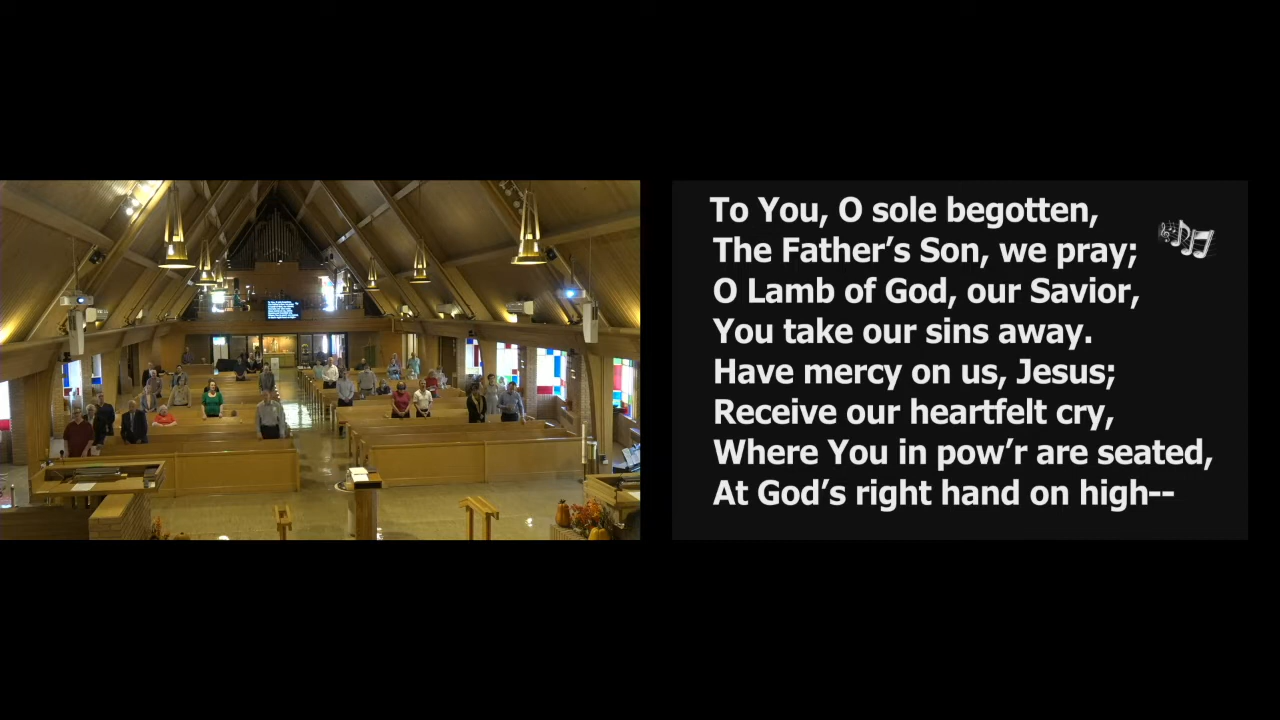 To You, O sole begotten,
The Father’s Son, we pray;
O Lamb of God, our Savior,
You take our sins away.
Have mercy on us, Jesus;
Receive our heartfelt cry,
Where You in pow’r are seated,
At God’s right hand on high--